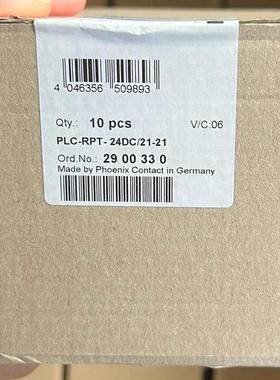 4 046356 509893
Qty.: 10 pcs V/C:06
PLC-RPT- 24DC/21-21
Ord.No.: 29 00 33 0
Made by Phoenix Contact in Germany